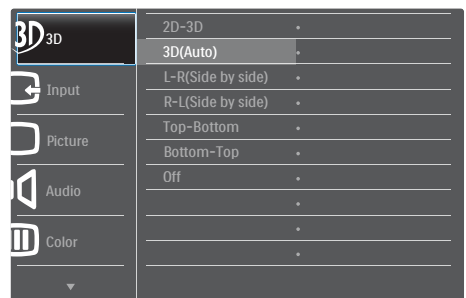 3D 3D
Input
Picture
Audio
Color
2D-3D
3D(Auto)
L-R(Side by side)
R-L(Side by side)
Top-Bottom
Bottom-Top
Off